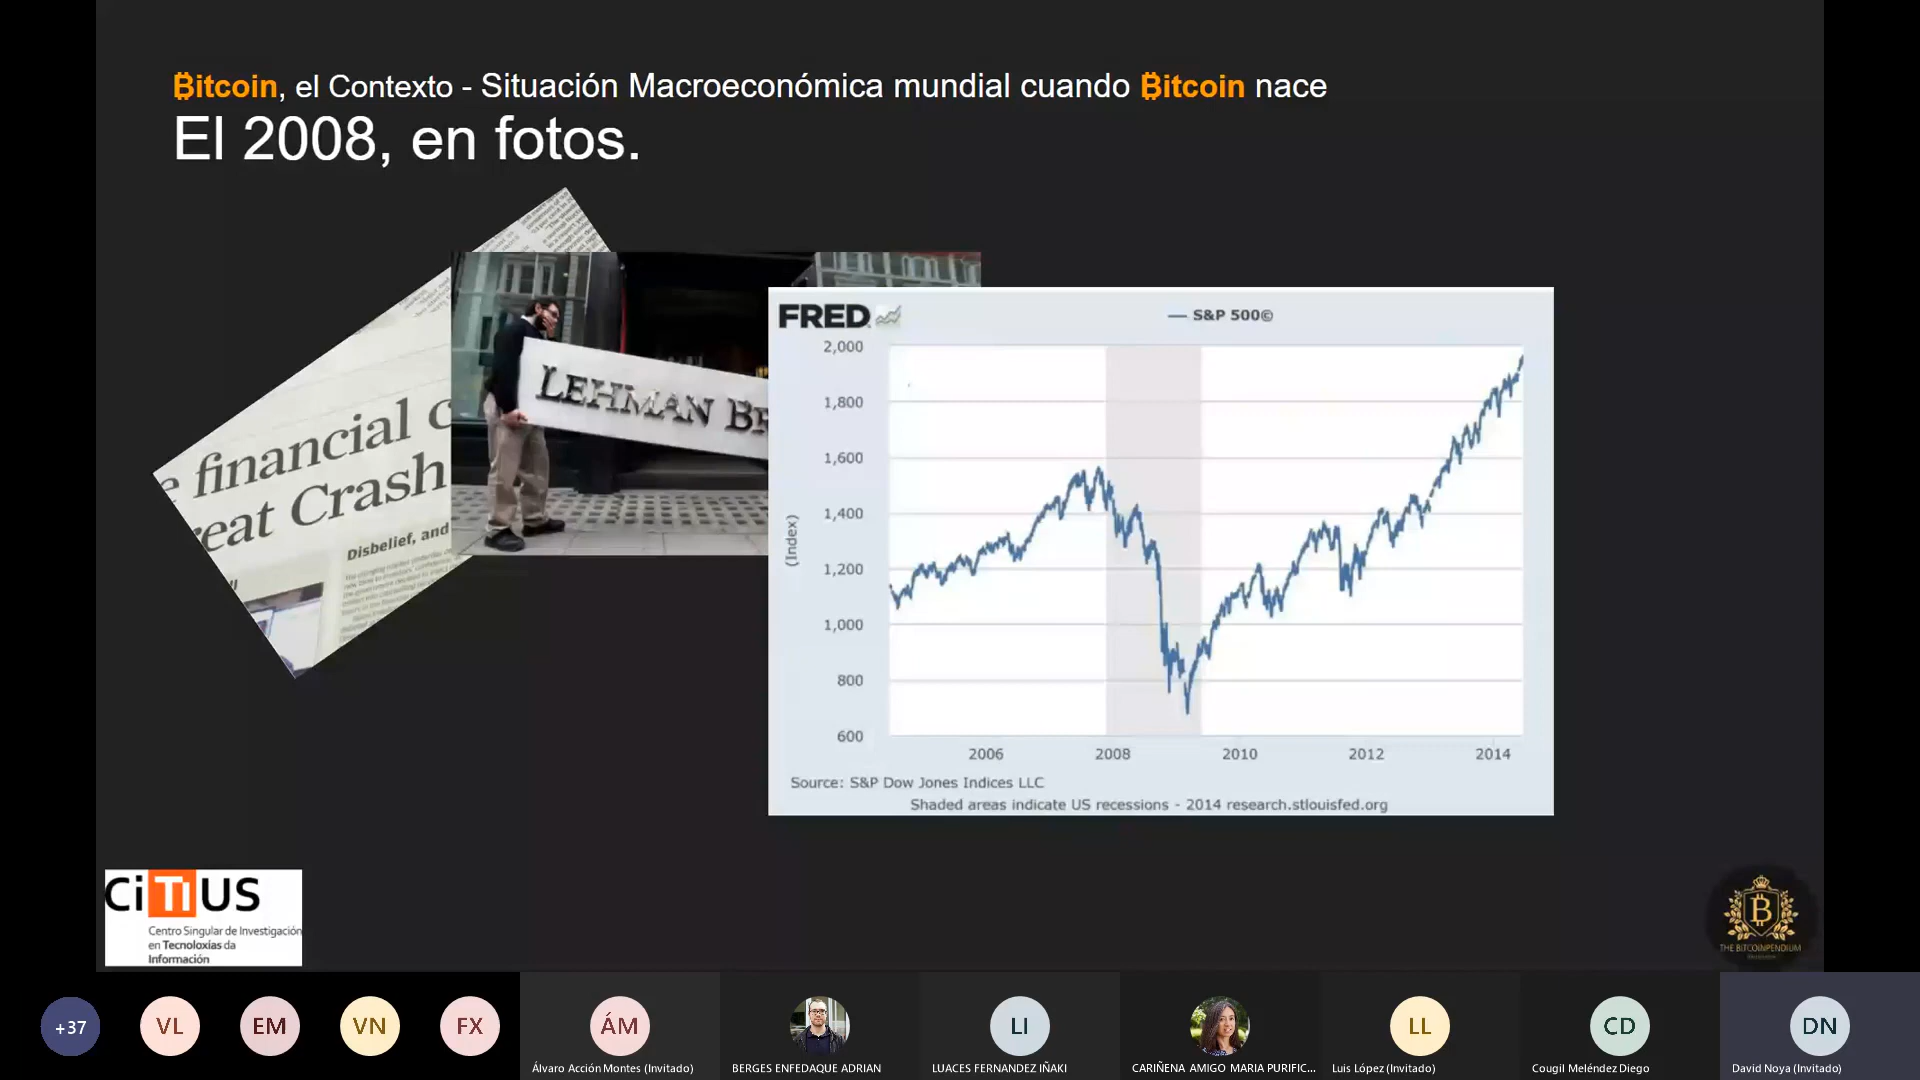 ₿itcoin, el Contexto - Situación Macroeconómica mundial cuando ₿itcoin nace
El 2008, en fotos.
financial c
reat Crash
Disbelief, and
LEHMAN BR
FRED
S&P 500©
2,000
1,800
1,600
1,400
1,200
1,000
800
600
(Index)
2006 2008 2010 2012 2014
Source: S&P Dow Jones Indices LLC
Shaded areas indicate US recessions - 2014 research.stlouisfed.org
CiTIUS
Centro Singular de Investigación
en Tecnoloxías da
Información
B
THE BITCOINPENDIUM
+37 VL EM VN FX ÁM LI LL CD DN
Álvaro Acción Montes (Invitado) BERGES ENFEDAQUE ADRIAN LUACES FERNANDEZ IÑAKI CARIÑENA AMIGO MARIA PURIFIC... Luis López (Invitado) Cougil Meléndez Diego David Noya (Invitado)